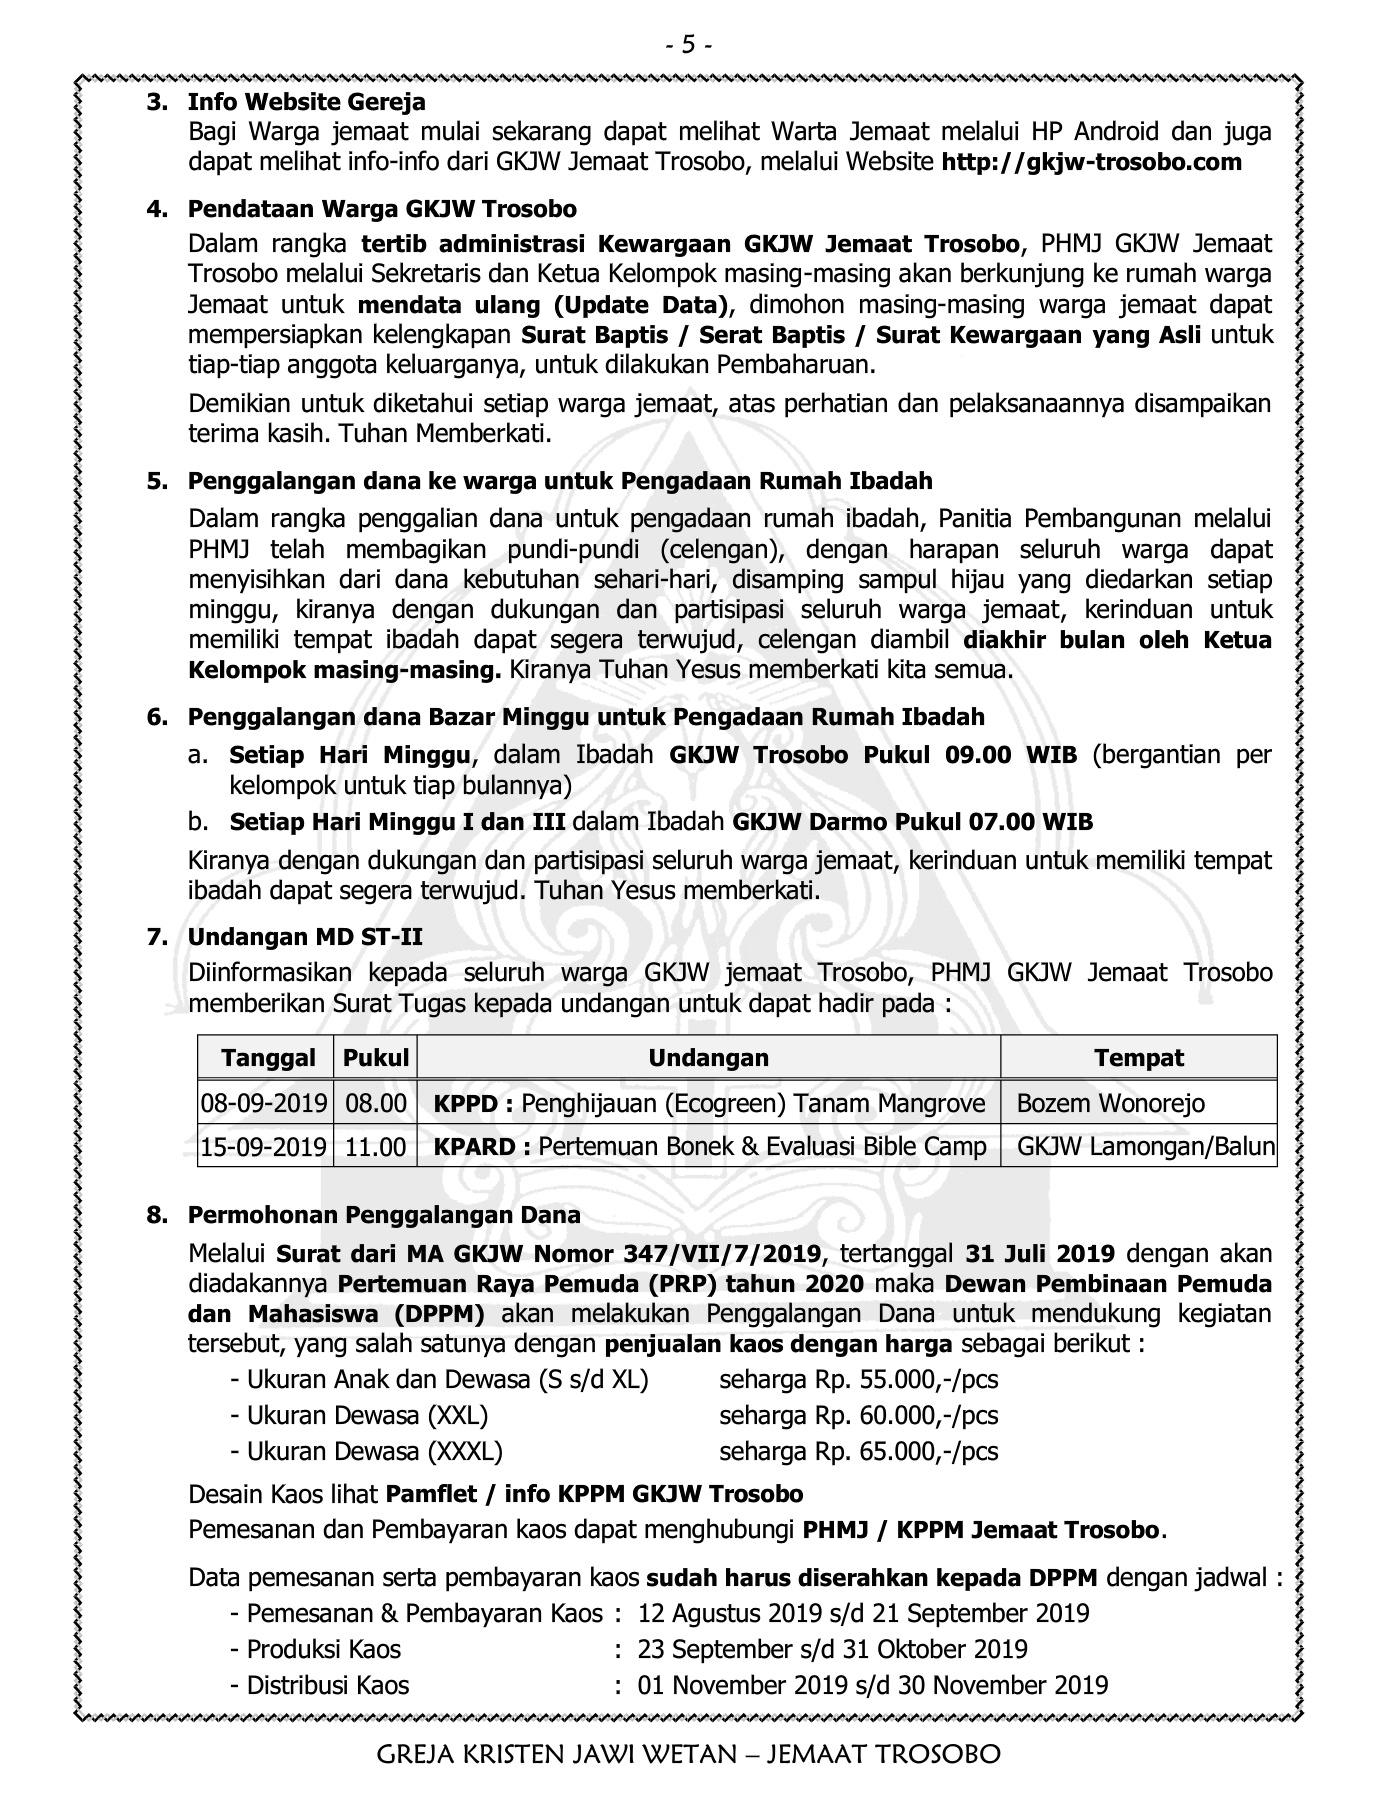 - 5 -
3. Info Website Gereja
Bagi Warga jemaat mulai sekarang dapat melihat Warta Jemaat melalui HP Android dan juga
dapat melihat info-info dari GKJW Jemaat Trosobo, melalui Website http://gkjw-trosobo.com
4. Pendataan Warga GKJW Trosobo
Dalam rangka tertib administrasi Kewargaan GKJW Jemaat Trosobo, PHMJ GKJW Jemaat
Trosobo melalui Sekretaris dan Ketua Kelompok masing-masing akan berkunjung ke rumah warga
Jemaat untuk mendata ulang (Update Data), dimohon masing-masing warga jemaat dapat
mempersiapkan kelengkapan Surat Baptis / Serat Baptis / Surat Kewargaan yang Asli untuk
tiap-tiap anggota keluarganya, untuk dilakukan Pembaharuan.
Demikian untuk diketahui setiap warga jemaat, atas perhatian dan pelaksanaannya disampaikan
terima kasih. Tuhan Memberkati.
5. Penggalangan dana ke warga untuk Pengadaan Rumah Ibadah
Dalam rangka penggalian dana untuk pengadaan rumah ibadah, Panitia Pembangunan melalui
PHMJ telah membagikan pundi-pundi (celengan), dengan harapan seluruh warga dapat
menyisihkan dari dana kebutuhan sehari-hari, disamping sampul hijau yang diedarkan setiap
minggu, kiranya dengan dukungan dan partisipasi seluruh warga jemaat, kerinduan untuk
memiliki tempat ibadah dapat segera terwujud, celengan diambil diakhir bulan oleh Ketua
Kelompok masing-masing. Kiranya Tuhan Yesus memberkati kita semua.
6. Penggalangan dana Bazar Minggu untuk Pengadaan Rumah Ibadah
a. Setiap Hari Minggu, dalam Ibadah GKJW Trosobo Pukul 09.00 WIB (bergantian per
kelompok untuk tiap bulannya)
b. Setiap Hari Minggu I dan III dalam Ibadah GKJW Darmo Pukul 07.00 WIB
Kiranya dengan dukungan dan partisipasi seluruh warga jemaat, kerinduan untuk memiliki tempat
ibadah dapat segera terwujud. Tuhan Yesus memberkati.
7. Undangan MD ST-II
Diinformasikan kepada seluruh warga GKJW jemaat Trosobo, PHMJ GKJW Jemaat Trosobo
memberikan Surat Tugas kepada undangan untuk dapat hadir pada :
Tanggal Pukul Undangan Tempat
08-09-2019 08.00 KPPD : Penghijauan (Ecogreen) Tanam Mangrove Bozem Wonorejo
15-09-2019 11.00 KPARD : Pertemuan Bonek & Evaluasi Bible Camp GKJW Lamongan/Balun
8. Permohonan Penggalangan Dana
Melalui Surat dari MA GKJW Nomor 347/VII/7/2019, tertanggal 31 Juli 2019 dengan akan
diadakannya Pertemuan Raya Pemuda (PRP) tahun 2020 maka Dewan Pembinaan Pemuda
dan Mahasiswa (DPPM) akan melakukan Penggalangan Dana untuk mendukung kegiatan
tersebut, yang salah satunya dengan penjualan kaos dengan harga sebagai berikut :
- Ukuran Anak dan Dewasa (S s/d XL) seharga Rp. 55.000,-/pcs
- Ukuran Dewasa (XXL) seharga Rp. 60.000,-/pcs
- Ukuran Dewasa (XXXL) seharga Rp. 65.000,-/pcs
Desain Kaos lihat Pamflet / info KPPM GKJW Trosobo
Pemesanan dan Pembayaran kaos dapat menghubungi PHMJ / KPPM Jemaat Trosobo.
Data pemesanan serta pembayaran kaos sudah harus diserahkan kepada DPPM dengan jadwal :
- Pemesanan & Pembayaran Kaos : 12 Agustus 2019 s/d 21 September 2019
- Produksi Kaos : 23 September s/d 31 Oktober 2019
- Distribusi Kaos : 01 November 2019 s/d 30 November 2019
GREJA KRISTEN JAWI WETAN – JEMAAT TROSOBO